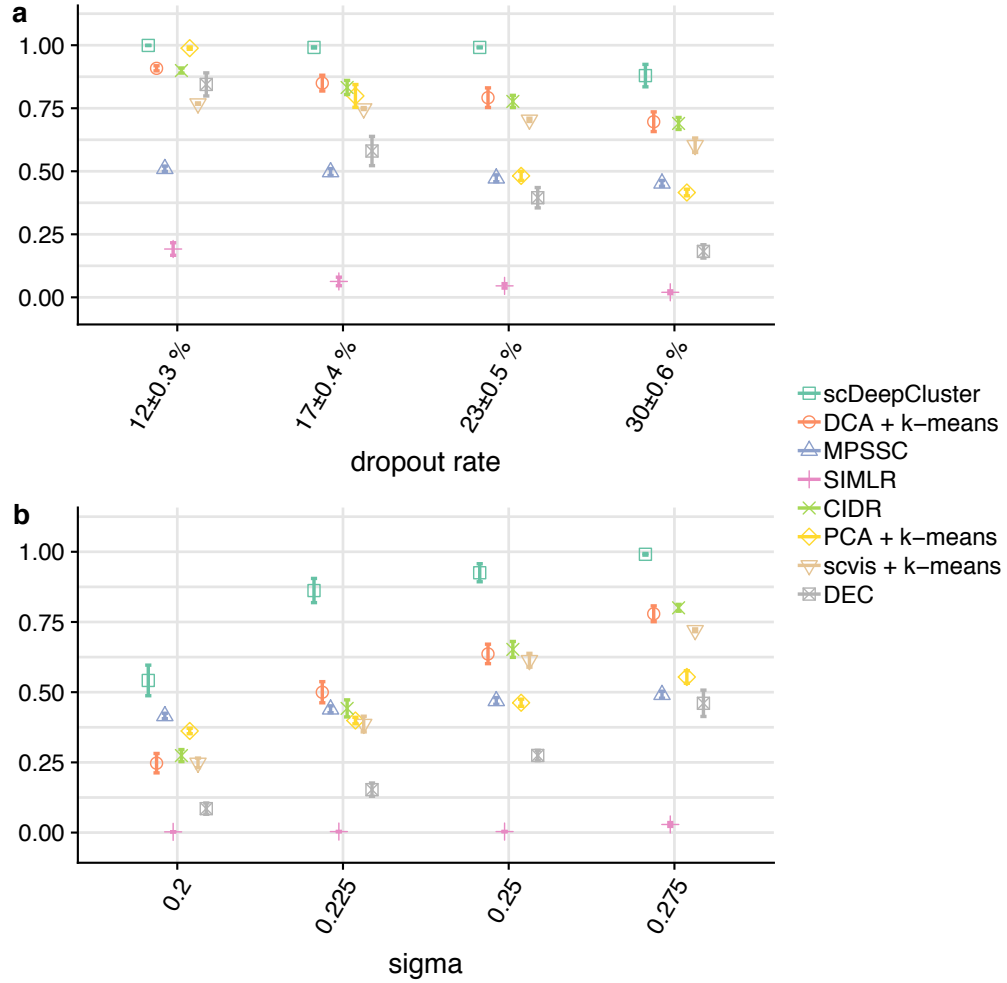 a
1.00
0.75
0.50
0.25
0.00
12±0.3 %
17±0.4 %
23±0.5 %
30±0.6 %
dropout rate
scDeepCluster
DCA + k−means
MPSSC
SIMLR
CIDR
PCA + k−means
scvis + k−means
DEC
b
1.00
0.75
0.50
0.25
0.00
0.2
0.225
0.25
0.275
sigma